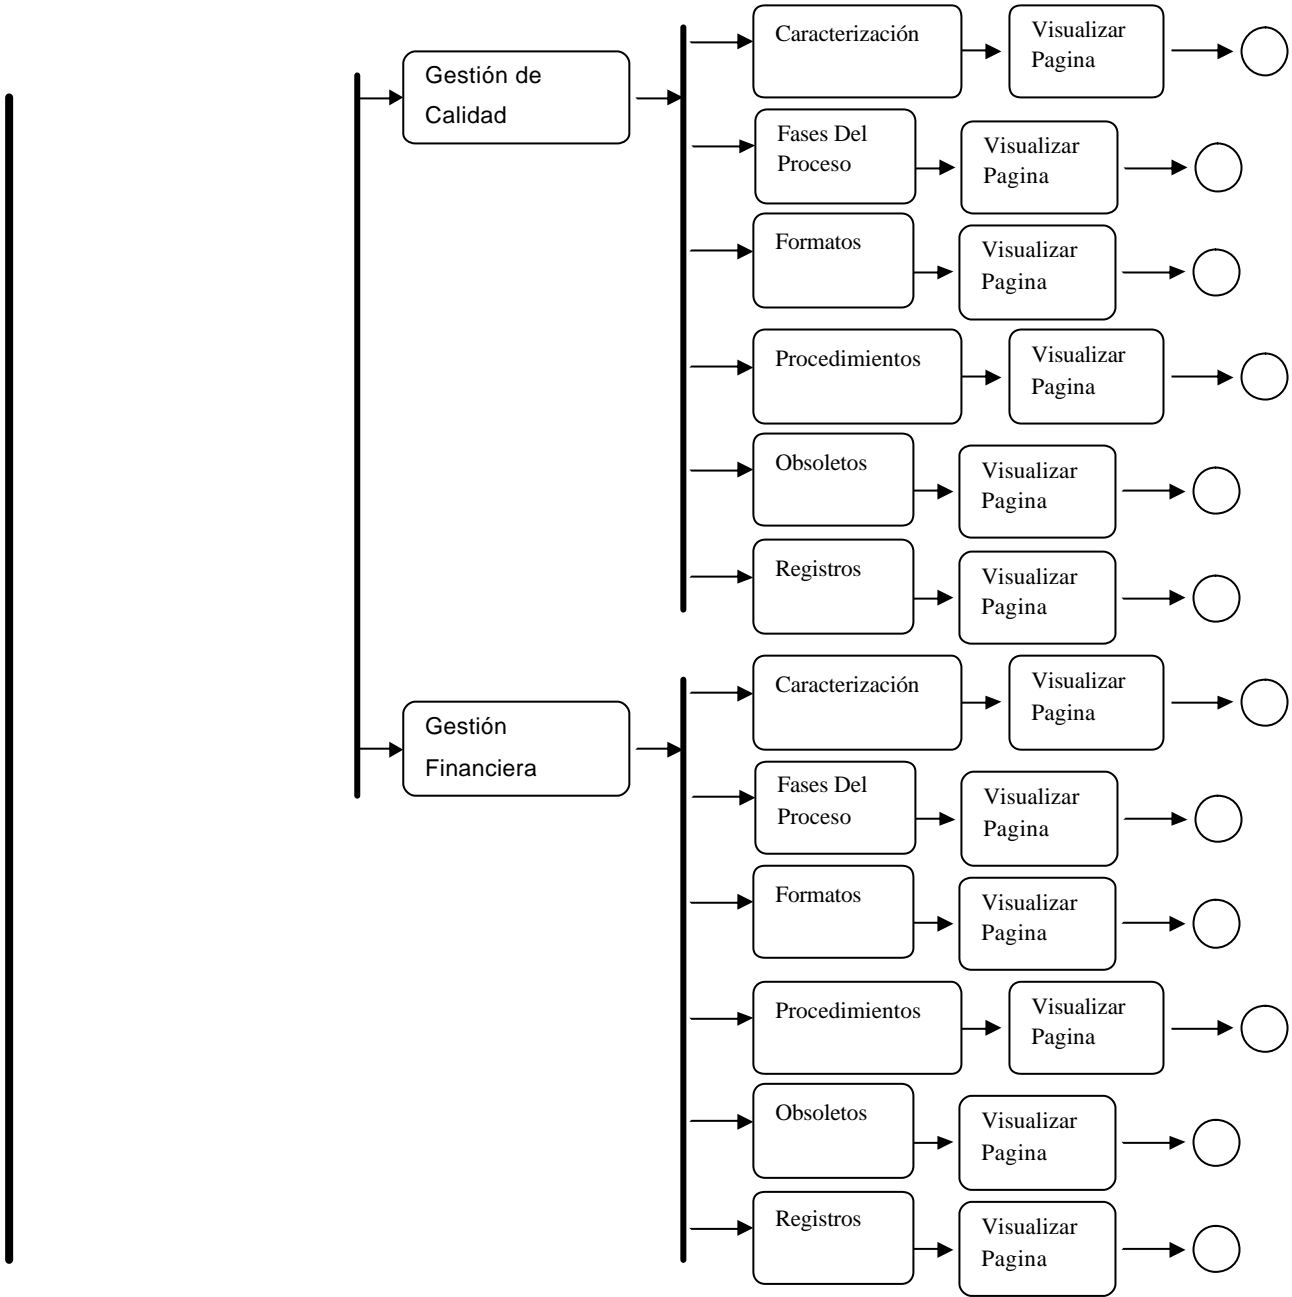 Gestión de
Calidad
Caracterización
Visualizar
Pagina
Fases Del
Proceso
Visualizar
Pagina
Formatos
Visualizar
Pagina
Procedimientos
Visualizar
Pagina
Obsoletos
Visualizar
Pagina
Registros
Visualizar
Pagina
Gestión
Financiera
Caracterización
Visualizar
Pagina
Fases Del
Proceso
Visualizar
Pagina
Formatos
Visualizar
Pagina
Procedimientos
Visualizar
Pagina
Obsoletos
Visualizar
Pagina
Registros
Visualizar
Pagina